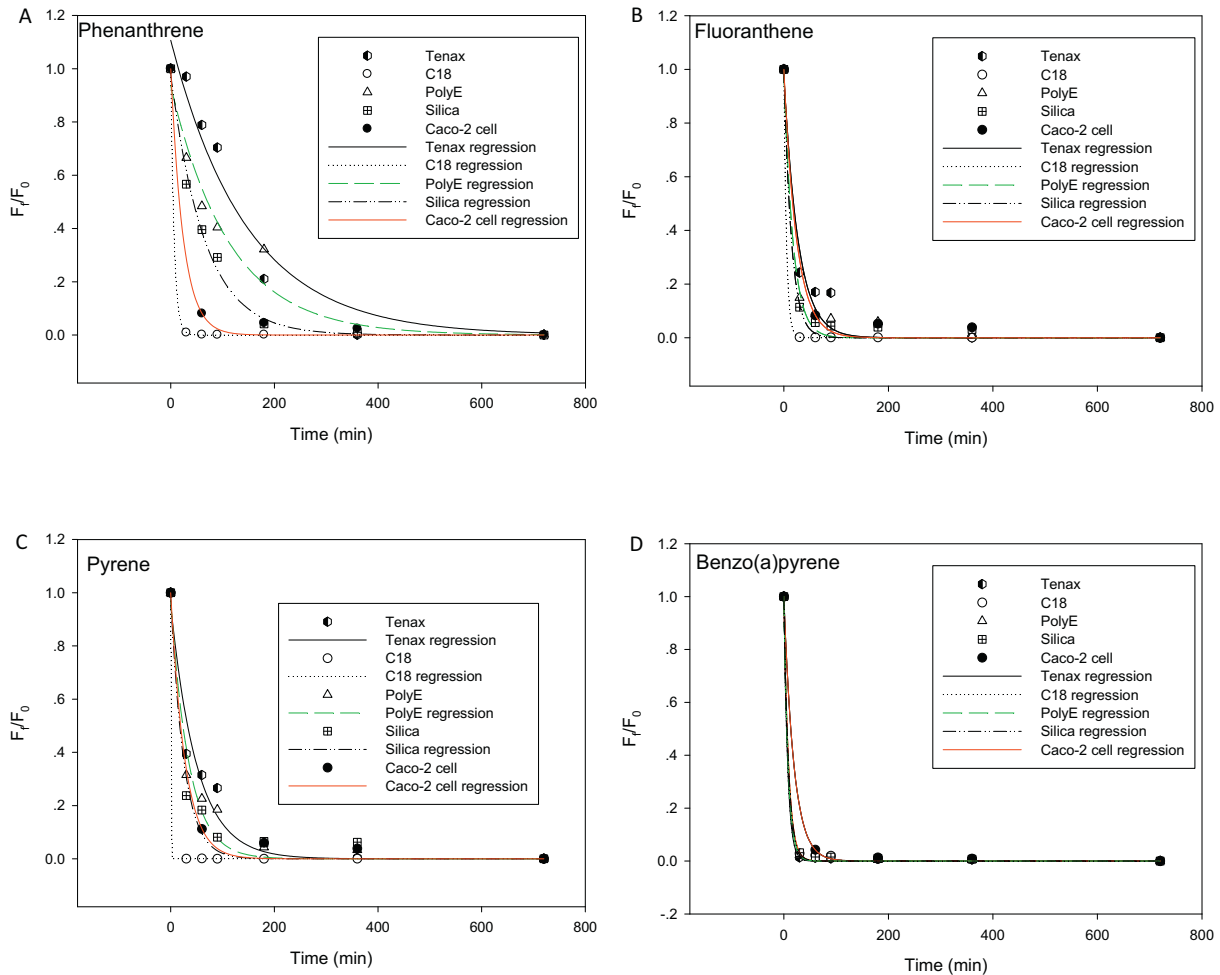 A
Phenanthrene
1.2
1.0
.8
.6
.4
.2
0.0
Fᵣ/F₀
0
200
400
600
800
Time (min)
Tenax
C18
PolyE
Silica
Caco-2 cell
Tenax regression
C18 regression
PolyE regression
Silica regression
Caco-2 cell regression
B
Fluoranthene
1.2
1.0
.8
.6
.4
.2
0.0
Fᵣ/F₀
0
200
400
600
800
Time (min)
Tenax
C18
PolyE
Silica
Caco-2 cell
Tenax regression
C18 regression
PolyE regression
Silica regression
Caco-2 cell regression
C
Pyrene
1.2
1.0
.8
.6
.4
.2
0.0
Fᵣ/F₀
0
200
400
600
800
Time (min)
Tenax
Tenax regression
C18
C18 regression
PolyE
PolyE regression
Silica
Silica regression
Caco-2 cell
Caco-2 cell regression
D
Benzo(a)pyrene
1.2
1.0
.8
.6
.4
.2
0.0
-.2
Fᵣ/F₀
0
200
400
600
800
Time (min)
Tenax
C18
PolyE
Silica
Caco-2 cell
Tenax regression
C18 regression
PolyE regression
Silica regression
Caco-2 cell regression